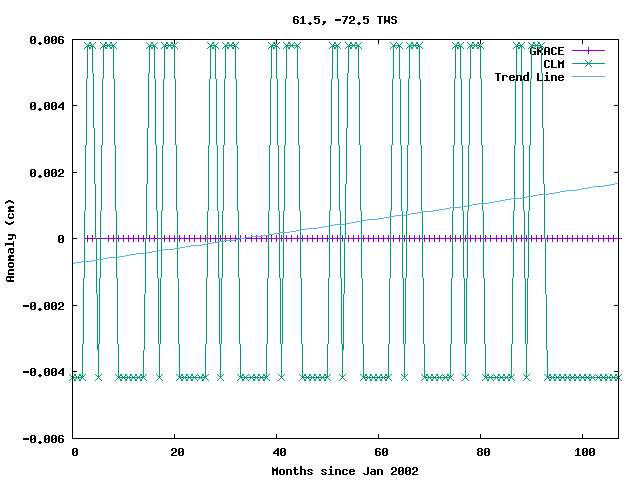 61.5, -72.5 TWS
GRACE
CLM
Trend Line
0.006
0.004
0.002
0
-0.002
-0.004
-0.006
Anomaly (cm)
0 20 40 60 80 100
Months since Jan 2002